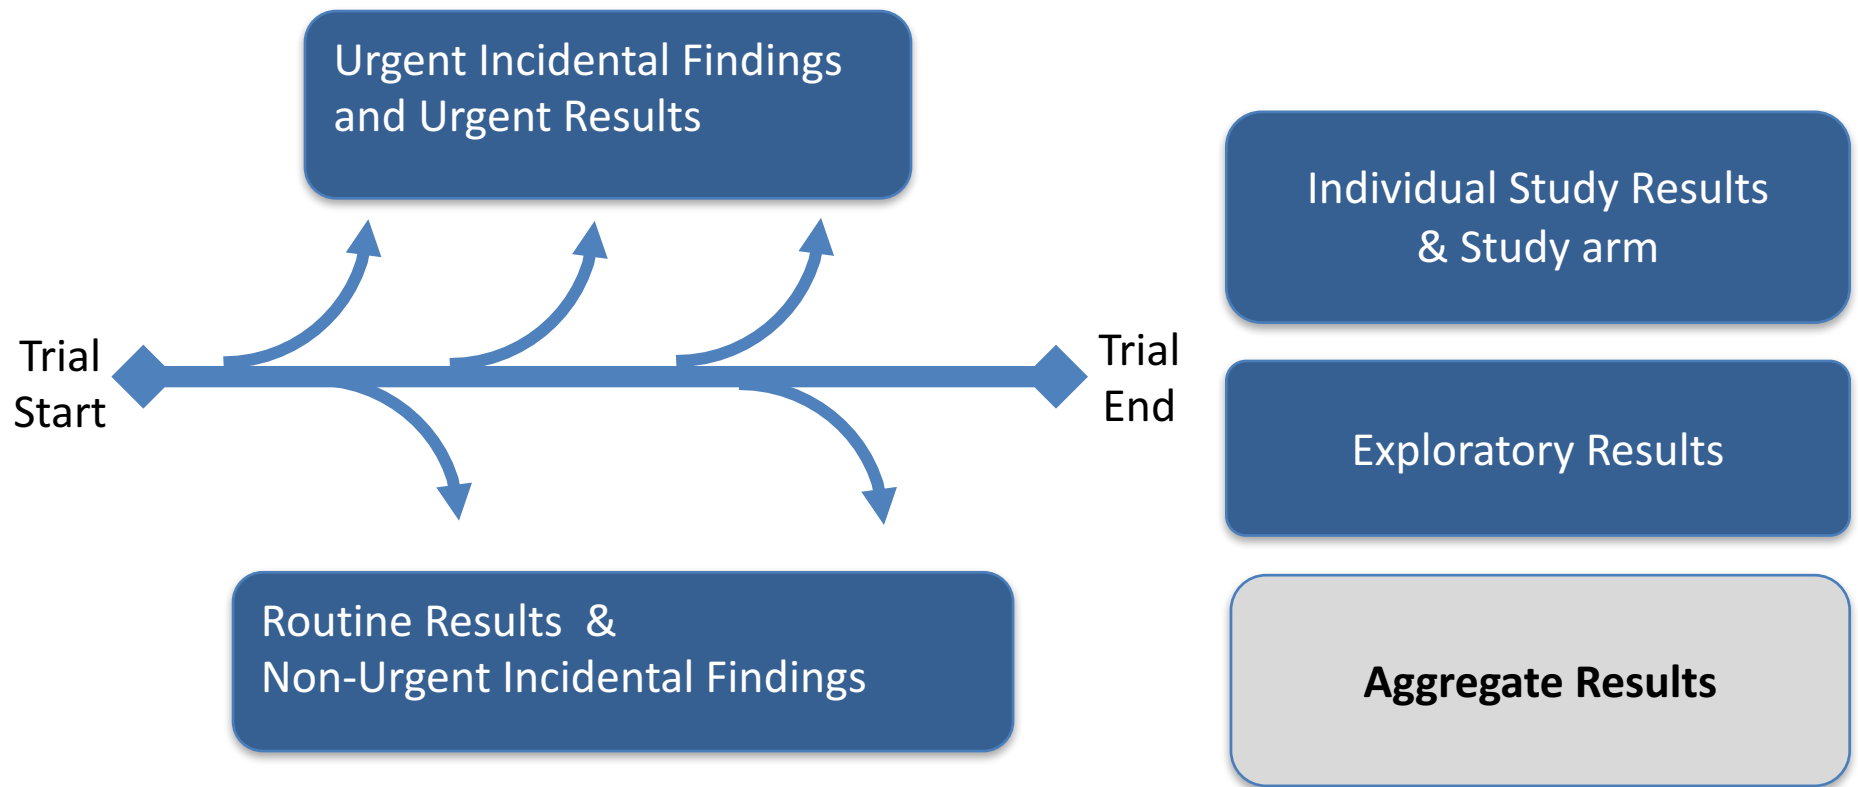 Urgent Incidental Findings
and Urgent Results
Trial
Start
Trial
End
Routine Results &
Non-Urgent Incidental Findings
Individual Study Results
& Study arm
Exploratory Results
Aggregate Results